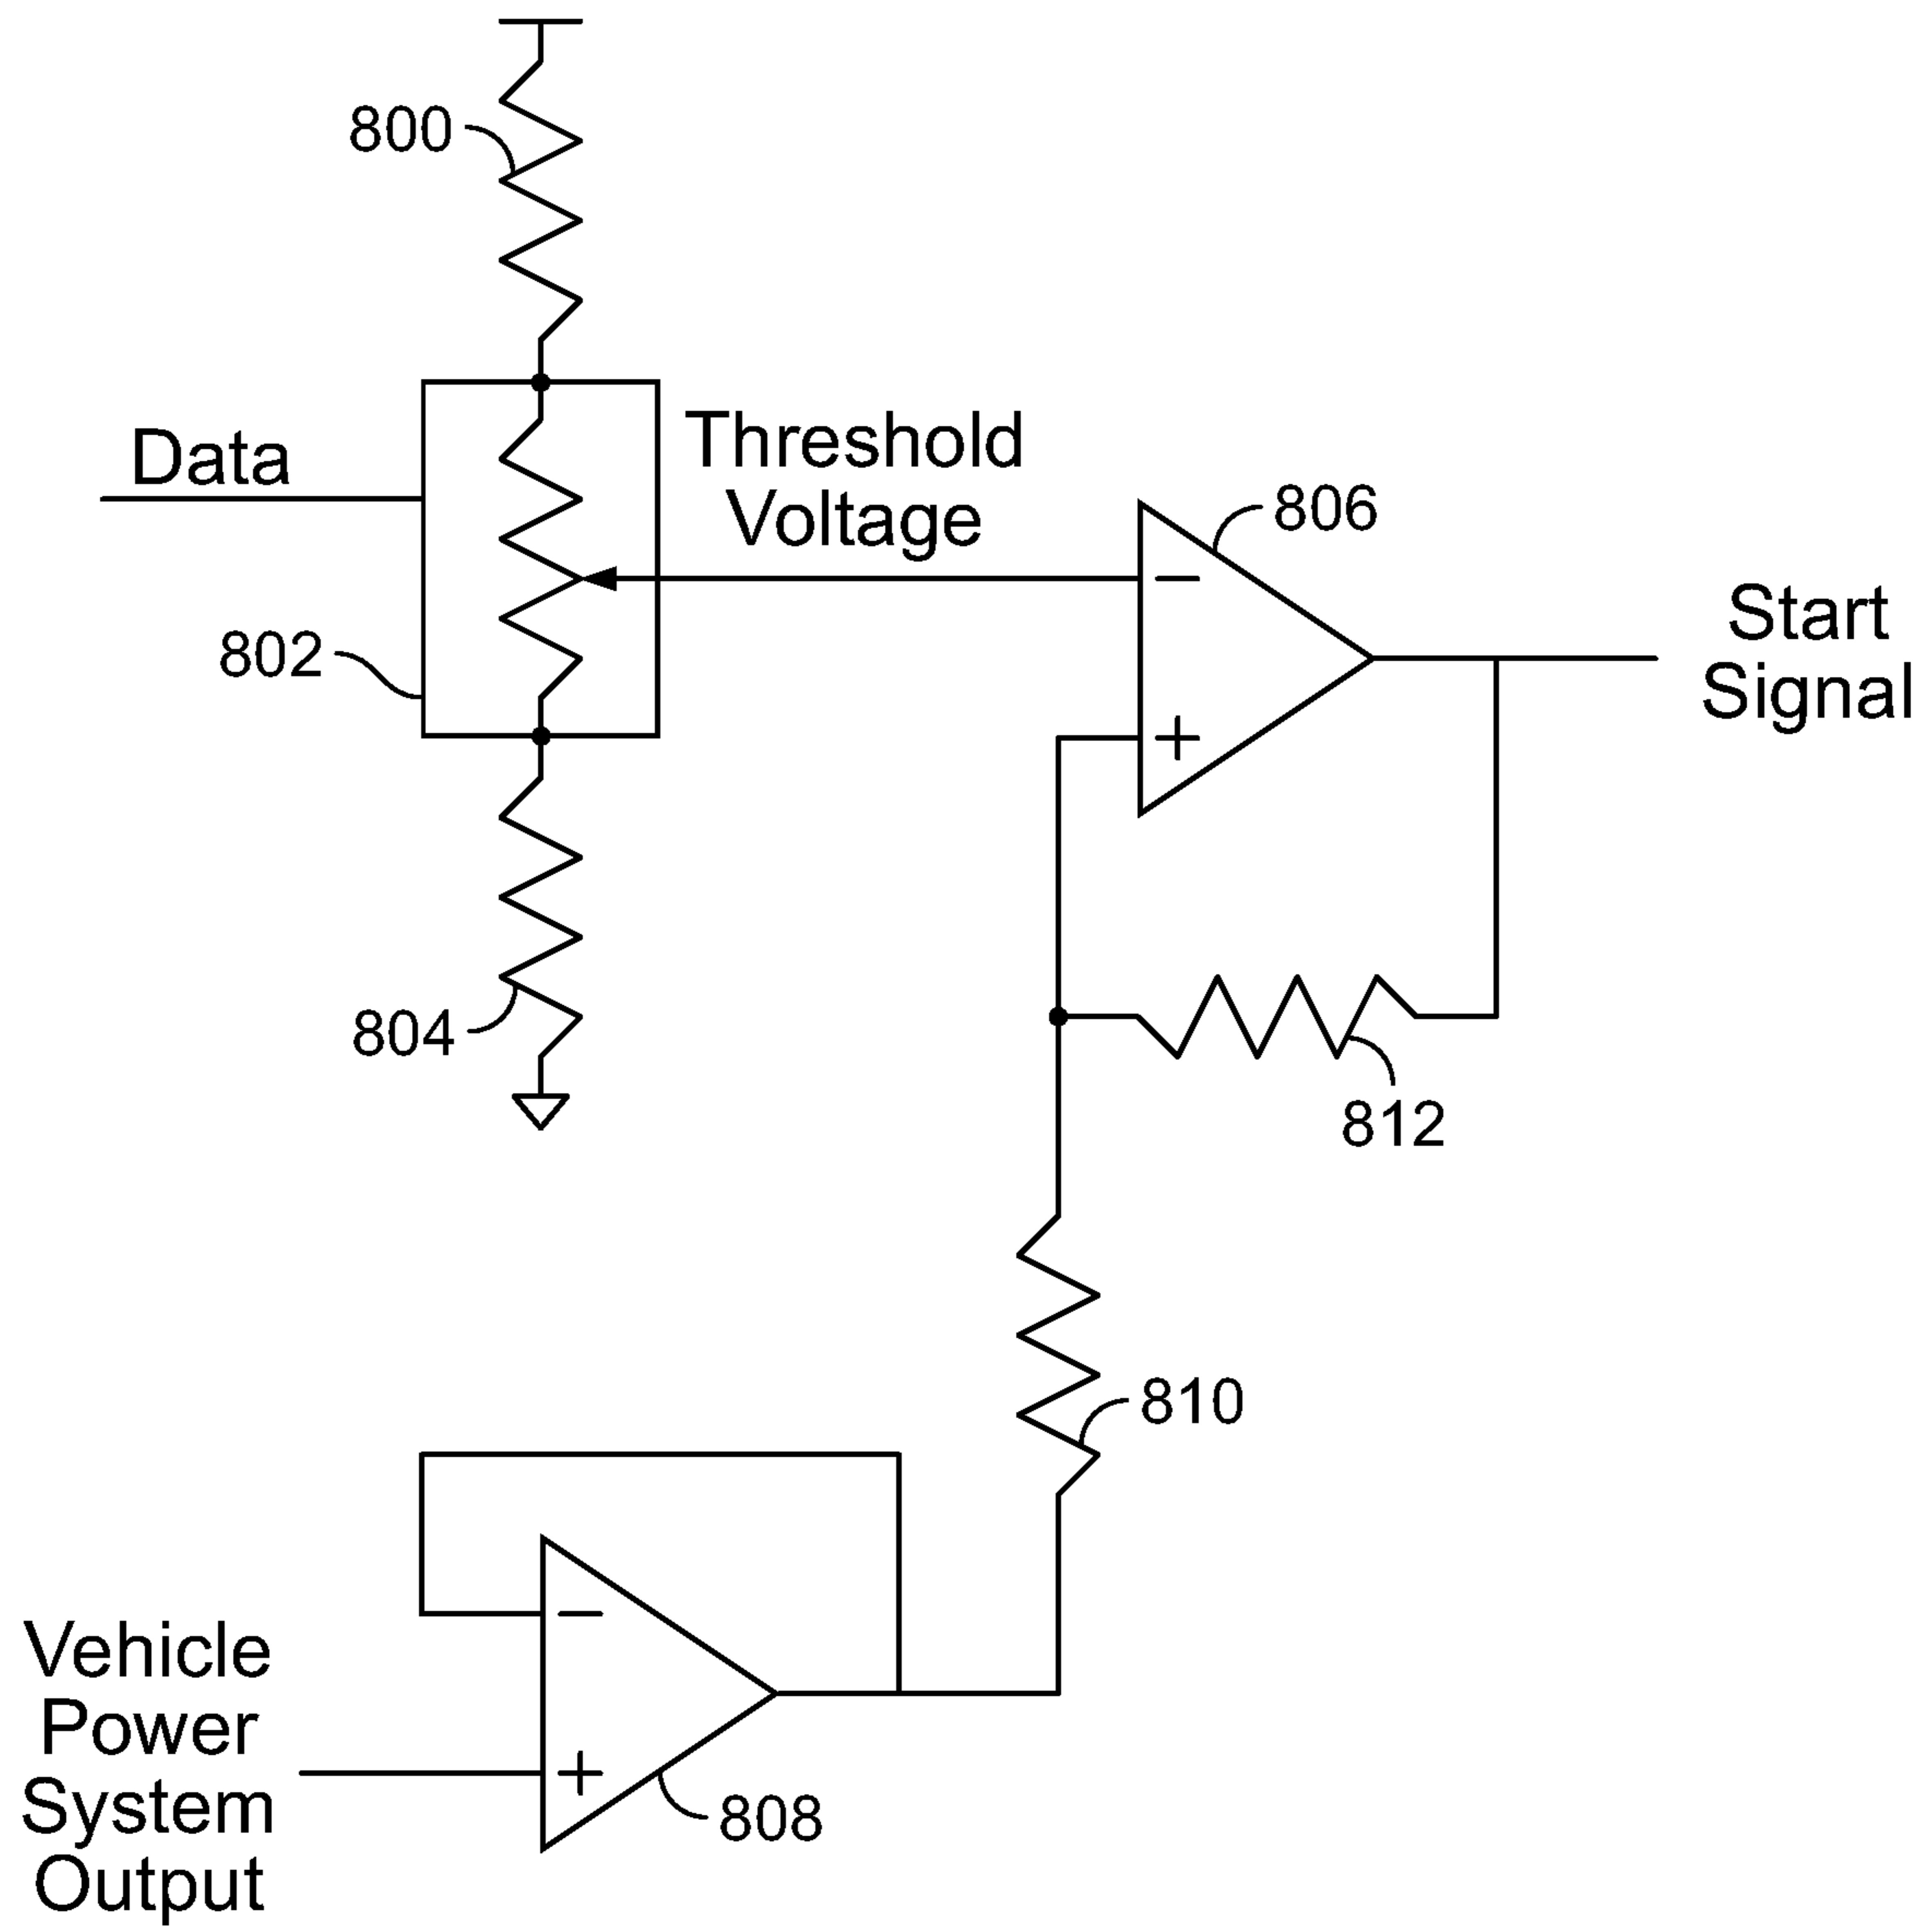 800
Data
Threshold
Voltage
802
806
Start
Signal
804
812
810
Vehicle
Power
System
Output
808